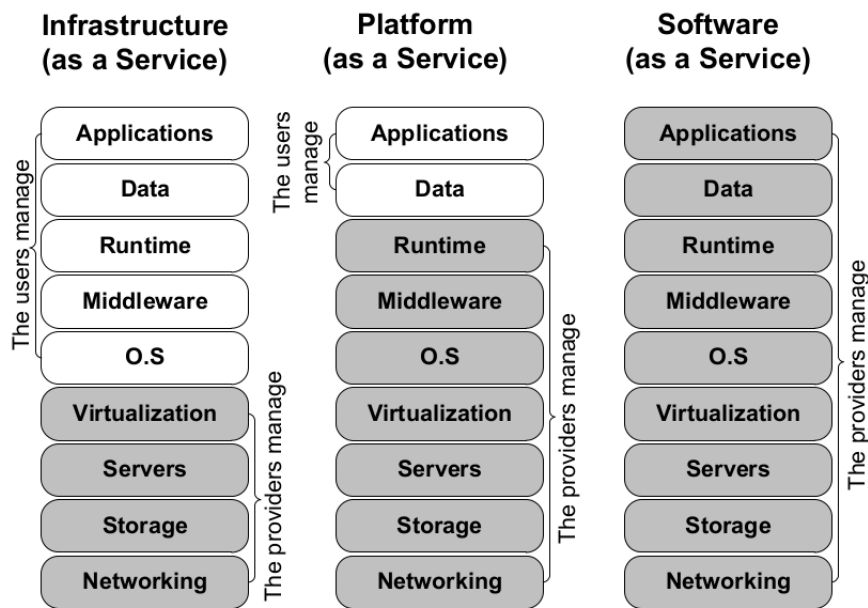 Infrastructure
(as a Service)
Applications
Data
Runtime
Middleware
O.S
Virtualization
Servers
Storage
Networking
The users manage
The providers manage
Platform
(as a Service)
Applications
Data
Runtime
Middleware
O.S
Virtualization
Servers
Storage
Networking
The users
manage
The providers manage
Software
(as a Service)
Applications
Data
Runtime
Middleware
O.S
Virtualization
Servers
Storage
Networking
The providers manage